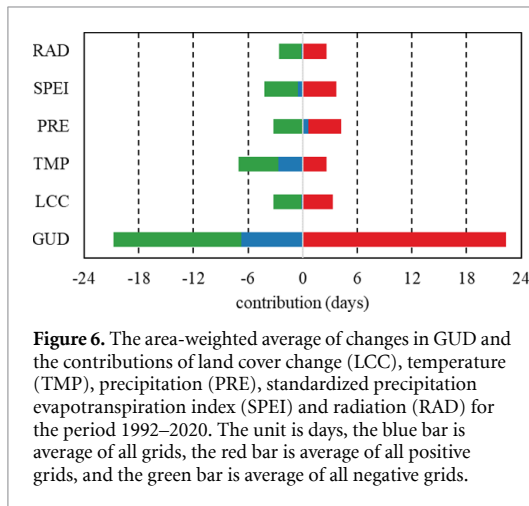 RAD
SPEI
PRE
TMP
LCC
GUD
-24 -18 -12 -6 0 6 12 18 24
contribution (days)
Figure 6. The area-weighted average of changes in GUD and
the contributions of land cover change (LCC), temperature
(TMP), precipitation (PRE), standardized precipitation
evapotranspiration index (SPEI) and radiation (RAD) for
the period 1992–2020. The unit is days, the blue bar is
average of all grids, the red bar is average of all positive
grids, and the green bar is average of all negative grids.